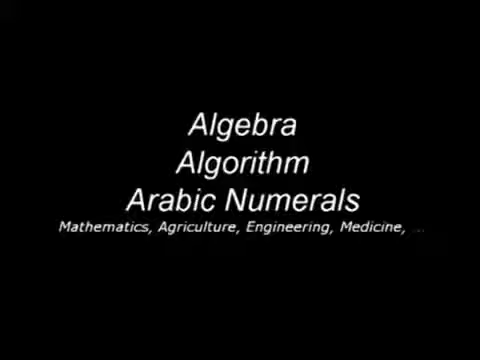 Algebra
Algorithm
Arabic Numerals
Mathematics, Agriculture, Engineering, Medicine, ...